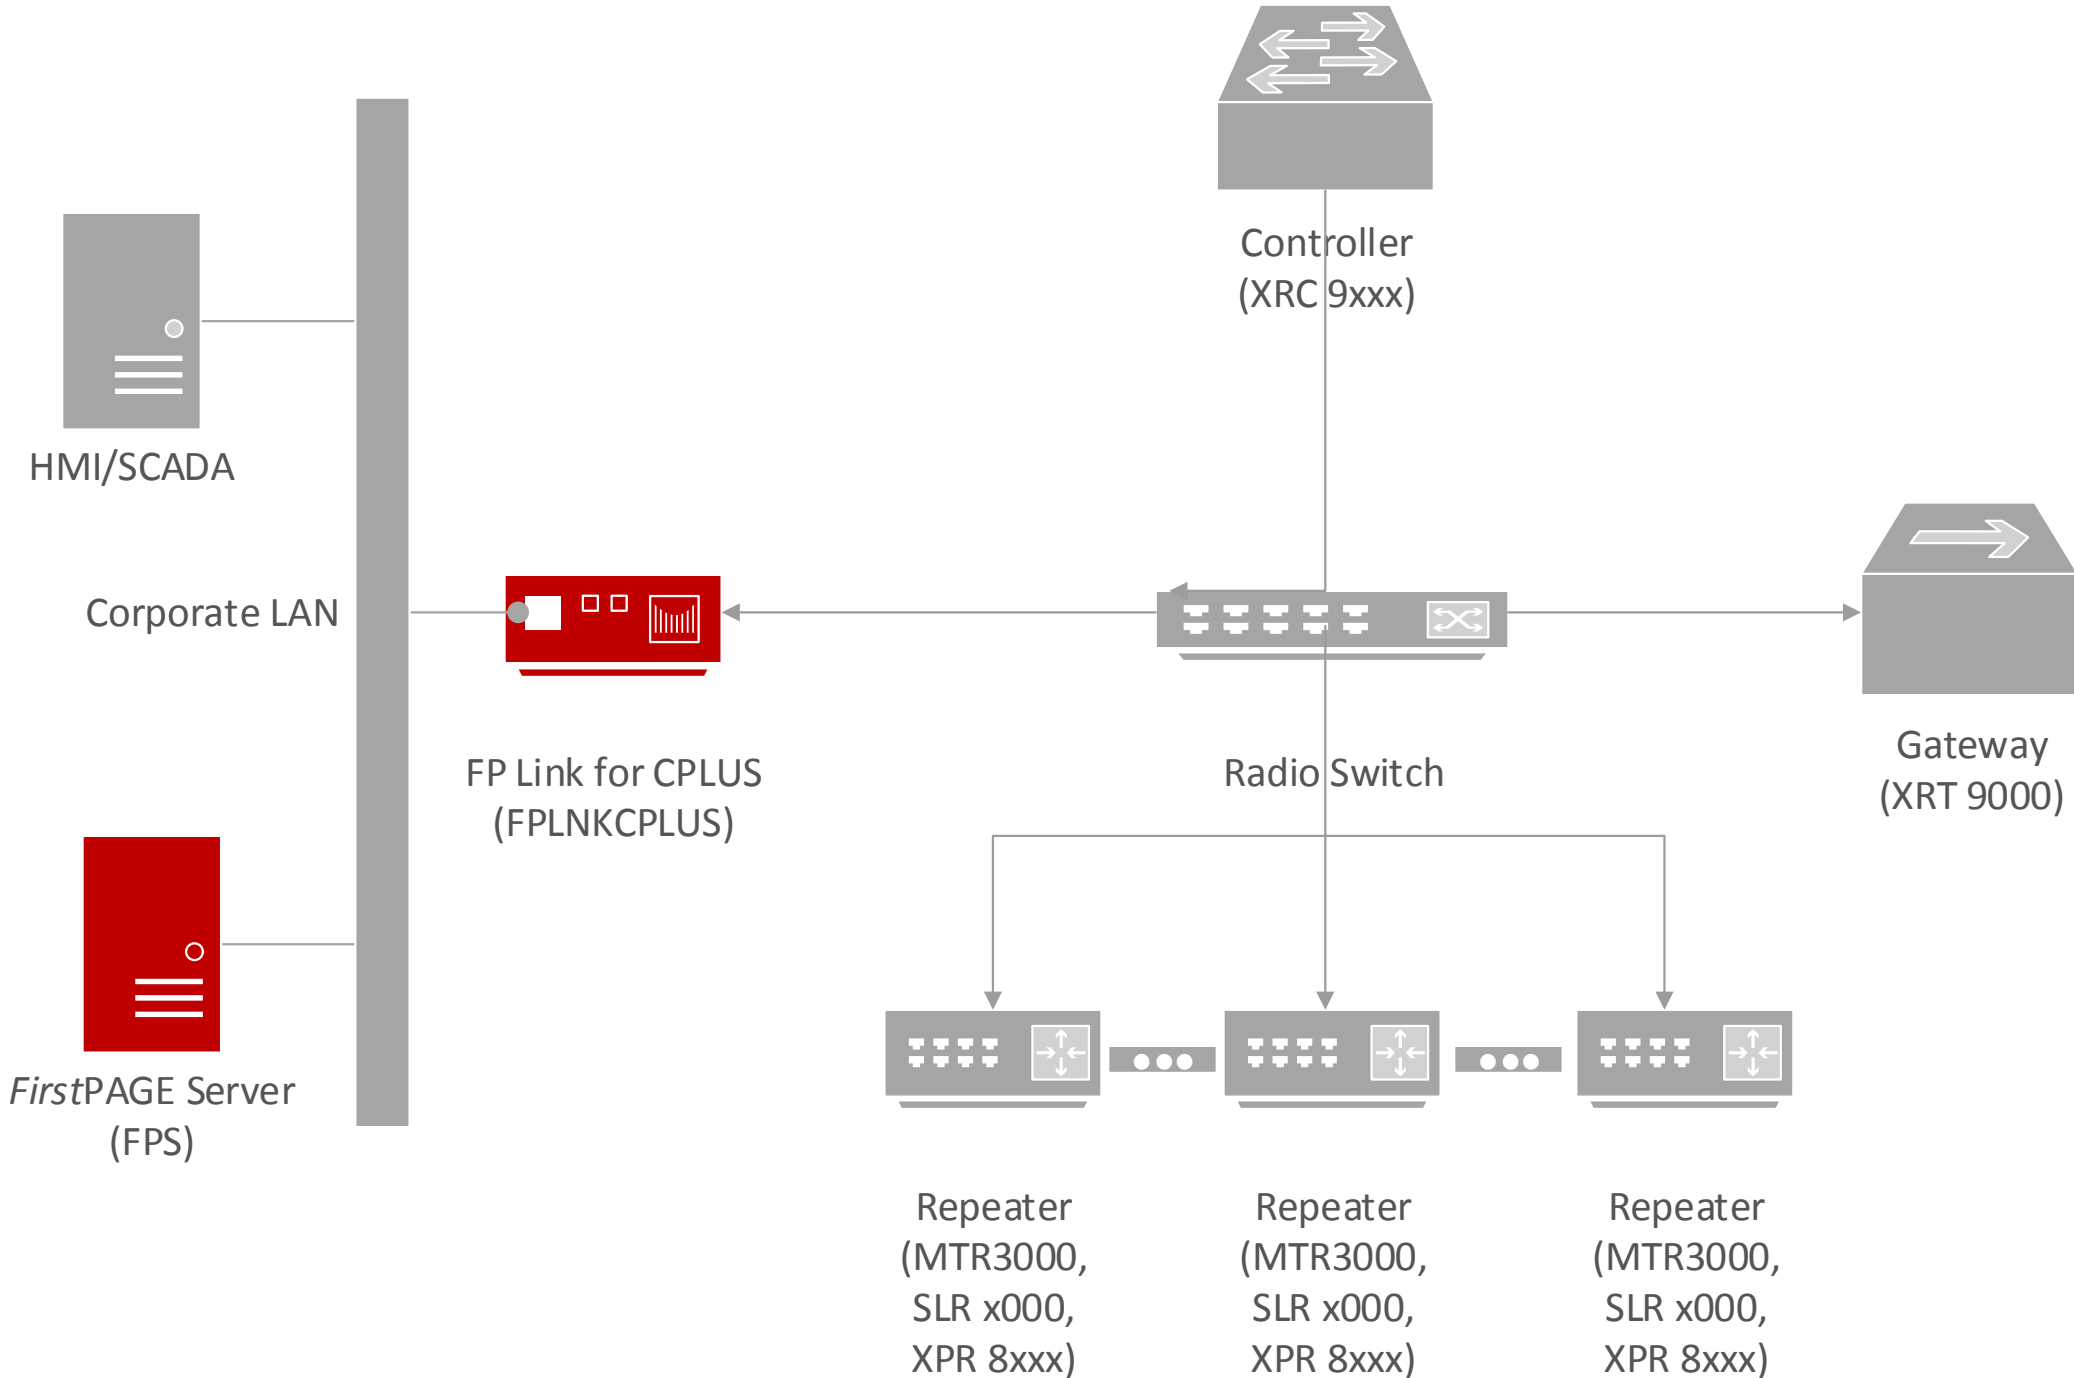 Controller
(XRC 9xxx)
HMI/SCADA
Corporate LAN
FP Link for CPLUS
(FPLNKCPLUS)
Radio Switch
Gateway
(XRT 9000)
FirstPAGE Server
(FPS)
Repeater
(MTR3000,
SLR x000,
XPR 8xxx)
Repeater
(MTR3000,
SLR x000,
XPR 8xxx)
Repeater
(MTR3000,
SLR x000,
XPR 8xxx)